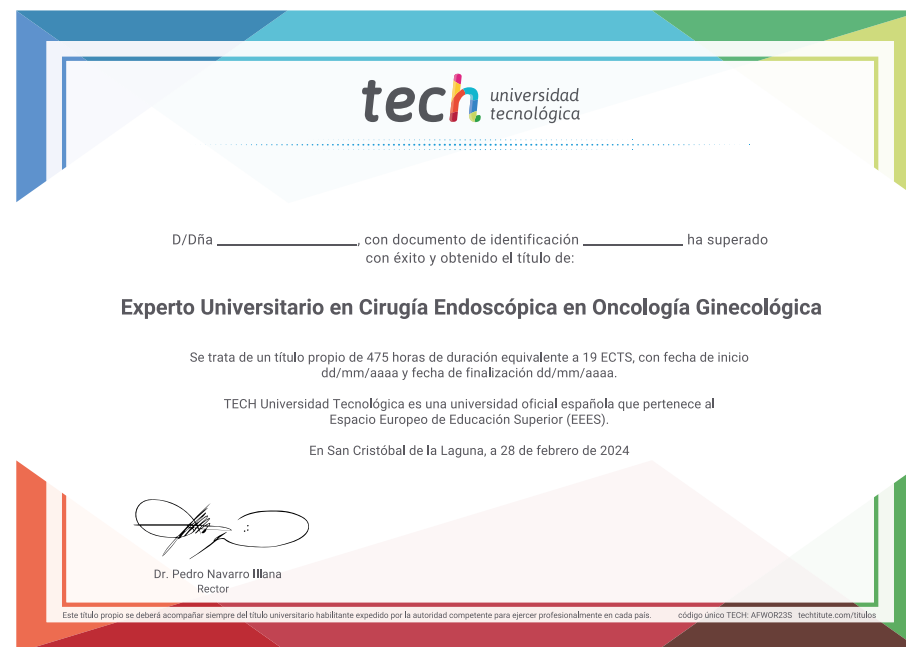 tech universidad
tecnológica
D/Dña ______________, con documento de identificación __________ ha superado
con éxito y obtenido el título de:
Experto Universitario en Cirugía Endoscópica en Oncología Ginecológica
Se trata de un título propio de 475 horas de duración equivalente a 19 ECTS, con fecha de inicio
dd/mm/aaaa y fecha de finalización dd/mm/aaaa.
TECH Universidad Tecnológica es una universidad oficial española que pertenece al
Espacio Europeo de Educación Superior (EEES).
En San Cristóbal de la Laguna, a 28 de febrero de 2024
Dr. Pedro Navarro Illana
Rector
Este título propio se deberá acompañar siempre del título universitario habilitante expedido por la autoridad competente para ejercer profesionalmente en cada país. código único TECH: AFWOR23S techtitute.com/titulos